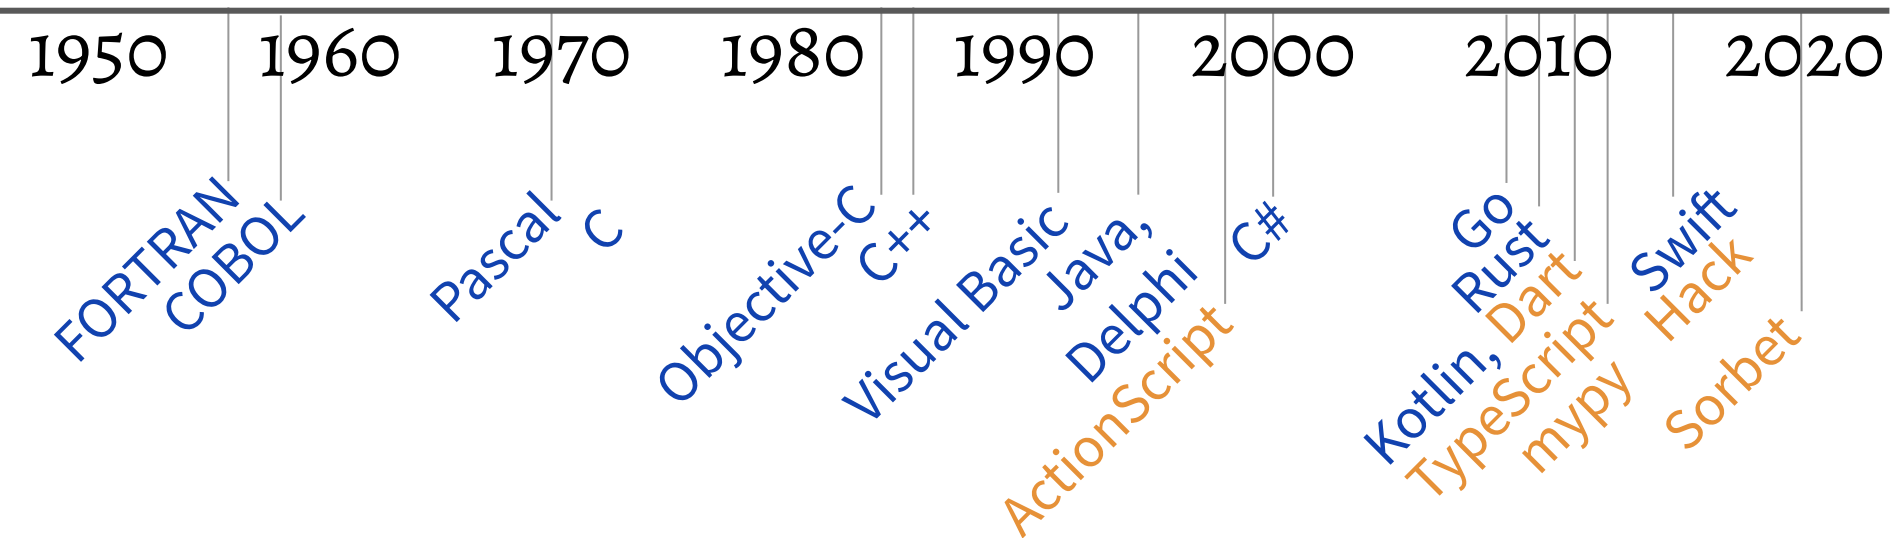 1950 1960 1970 1980 1990 2000 2010 2020
FORTRAN
COBOL
Pascal
C
Objective-C
C++
Visual Basic
Java,
Delphi
ActionScript
C#
Go
Rust
Kotlin, Dart
TypeScript
mypy
Swift
Hack
Sorbet